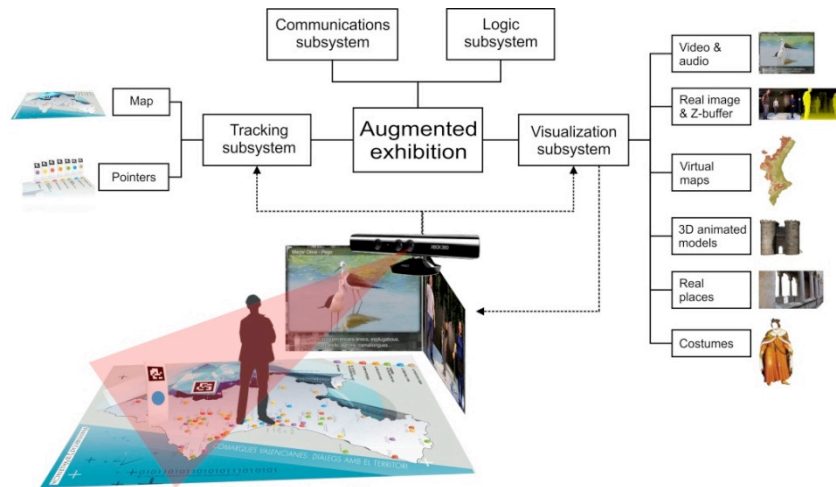 Communications
subsystem
Logic
subsystem
Video &
audio
Map
Real image
& Z-buffer
Tracking
subsystem
Augmented
exhibition
Visualization
subsystem
Pointers
Virtual
maps
3D animated
models
XBOX360
Real
places
Costumes
COMARQUES VALENCIANES, DIÀLEGS AMB EL TERRITORI